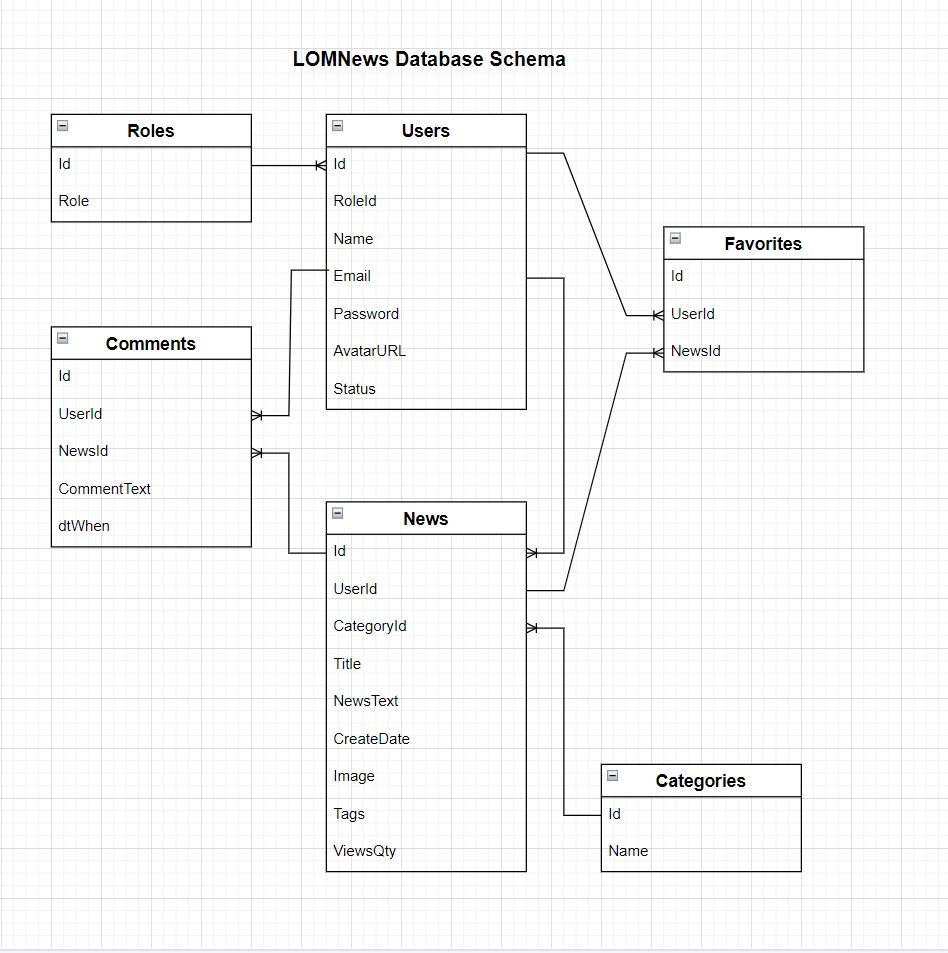 LOMNews Database Schema
Roles
Id
Role
Users
Id
RoleId
Name
Email
Password
AvatarURL
Status
Favorites
Id
UserId
NewsId
Comments
Id
UserId
NewsId
CommentText
dtWhen
News
Id
UserId
CategoryId
Title
NewsText
CreateDate
Image
Tags
ViewsQty
Categories
Id
Name